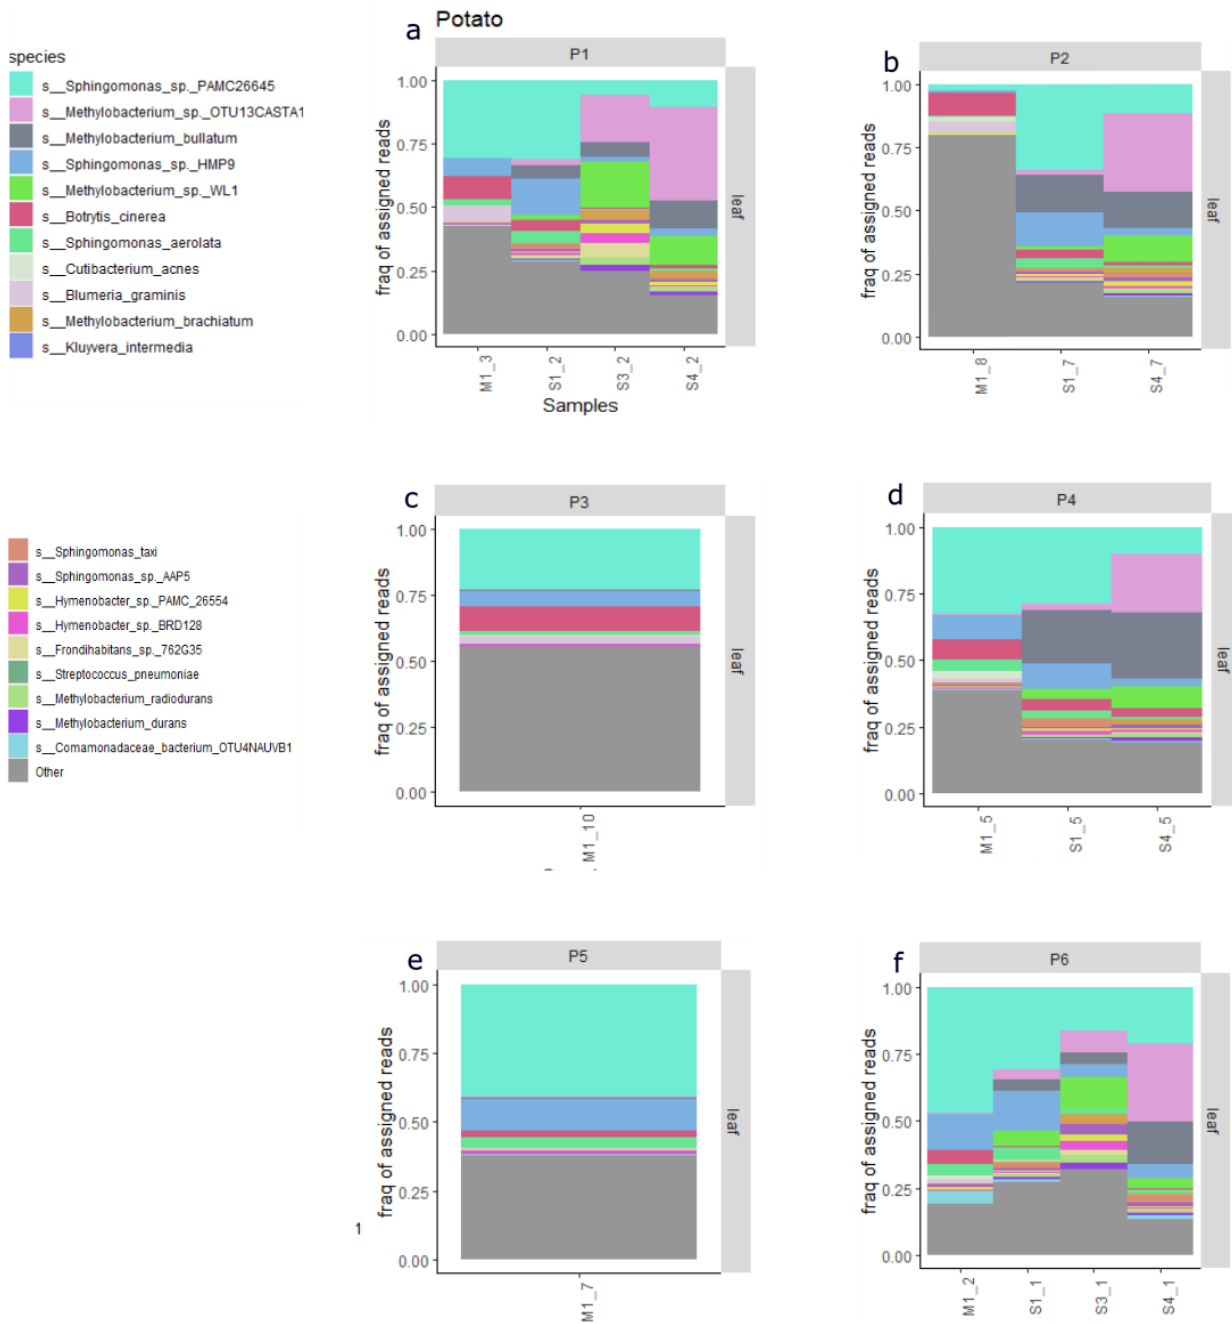 Potato
species
s__Sphingomonas_sp._PAMC26645
s__Methylobacterium_sp._OTU13CASTA1
s__Methylobacterium_bullatum
s__Sphingomonas_sp._HMP9
s__Methylobacterium_sp._WL1
s__Botrytis_cinerea
s__Sphingomonas_aerolata
s__Cutibacterium_acnes
s__Blumeria_graminis
s__Methylobacterium_brachiatum
s__Kluyvera_intermedia
a
P1
fraq of assigned reads
1.00
0.75
0.50
0.25
0.00
leaf
M1_3
S1_2
S3_2
S4_2
Samples
b
P2
fraq of assigned reads
1.00
0.75
0.50
0.25
0.00
leaf
M1_8
S1_7
S4_7
s__Sphingomonas_taxi
s__Sphingomonas_sp._AAP5
s__Hymenobacter_sp._PAMC_26554
s__Hymenobacter_sp._BRD128
s__Frondihabitans_sp._762G35
s__Streptococcus_pneumoniae
s__Methylobacterium_radiodurans
s__Methylobacterium_durans
s__Comamonadaceae_bacterium_OTU4NAUVB1
Other
c
P3
fraq of assigned reads
1.00
0.75
0.50
0.25
0.00
leaf
M1_10
d
P4
fraq of assigned reads
1.00
0.75
0.50
0.25
0.00
leaf
M1_5
S1_5
S4_5
e
P5
fraq of assigned reads
1.00
0.75
0.50
0.25
0.00
leaf
M1_7
1
f
P6
fraq of assigned reads
1.00
0.75
0.50
0.25
0.00
leaf
M1_2
S1_1
S3_1
S4_1